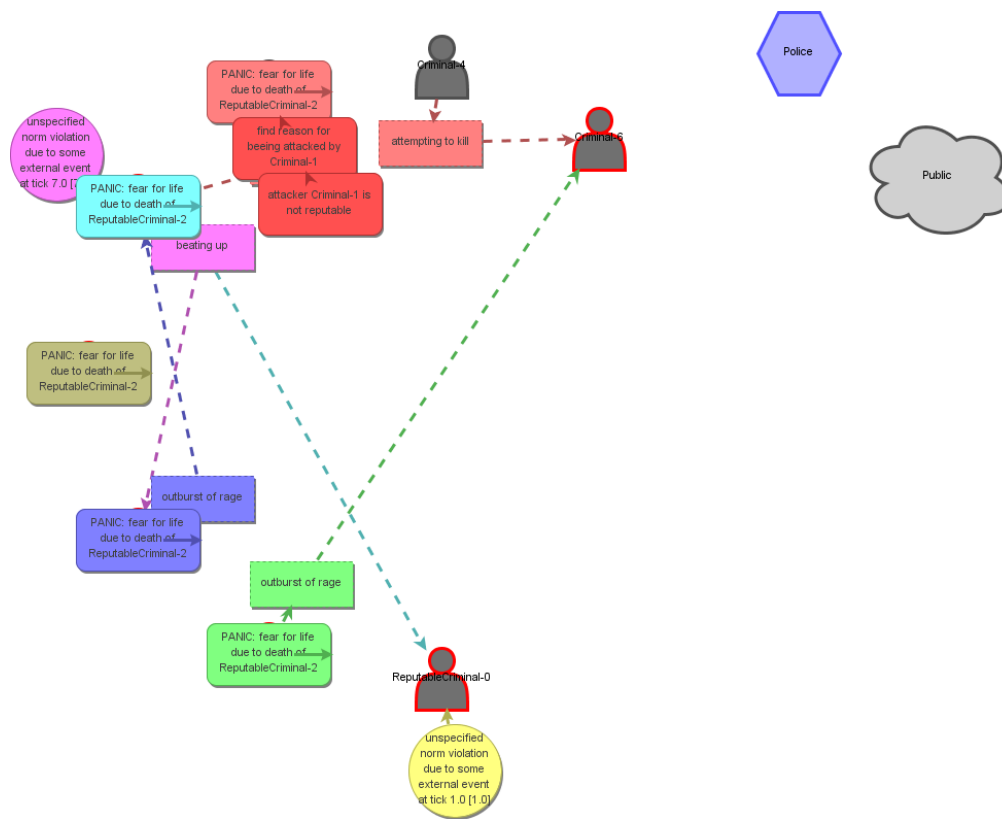 Police
Criminal-4
PANIC: fear for life
due to death of
ReputableCriminal-2
find reason for
beeing attacked by
Criminal-1
attempting to kill
Criminal-6
unspecified
norm violation
due to some
external event
at tick 7.0
Public
PANIC: fear for life
due to death of
ReputableCriminal-2
attacker Criminal-1 is
not reputable
beating up
PANIC: fear for life
due to death of
ReputableCriminal-2
outburst of rage
PANIC: fear for life
due to death of
ReputableCriminal-2
outburst of rage
PANIC: fear for life
due to death of
ReputableCriminal-2
ReputableCriminal-0
unspecified
norm violation
due to some
external event
at tick 1.0 [1.0]